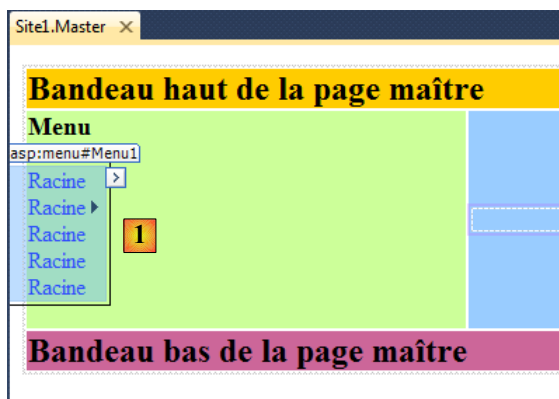 Site1.Master
Bandeau haut de la page maître
Menu
asp:menu#Menu1
Racine
Racine
Racine
Racine
Racine
1
Bandeau bas de la page maître